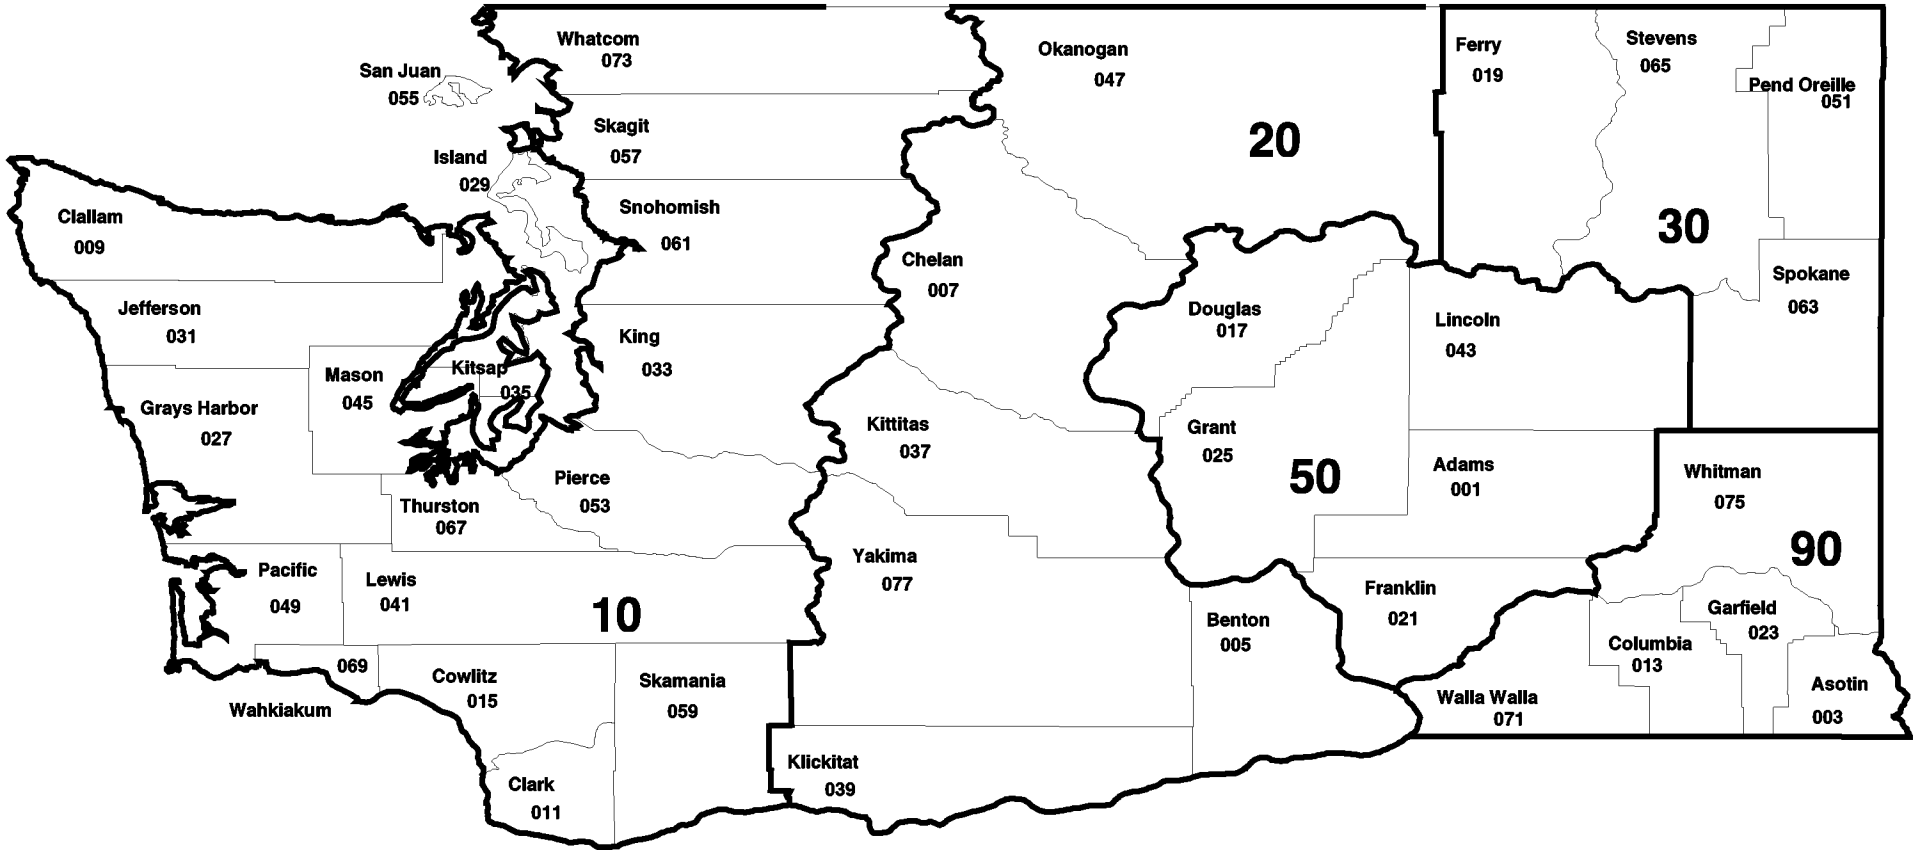 Whatcom
073
San Juan
055
Okanogan
047
Ferry
019
Stevens
065
Pend Oreille
051
Skagit
057
20
Island
029
Clallam
009
Snohomish
061
30
Chelan
007
Spokane
063
Jefferson
031
Douglas
017
Lincoln
043
King
033
Mason
045
Kitsap
035
Grays Harbor
027
Kittitas
037
Grant
025
Adams
001
Whitman
075
50
Pierce
053
Thurston
067
Yakima
077
90
Pacific
049
Lewis
041
10
Franklin
021
Garfield
023
Benton
005
Columbia
013
069
Wahkiakum
Cowlitz
015
Skamania
059
Walla Walla
071
Asotin
003
Klickitat
039
Clark
011